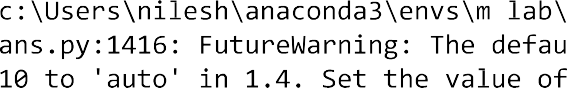 c:\Users\nilesh\anaconda3\envs\m lab\
ans.py:1416: FutureWarning: The defau
10 to 'auto' in 1.4. Set the value of